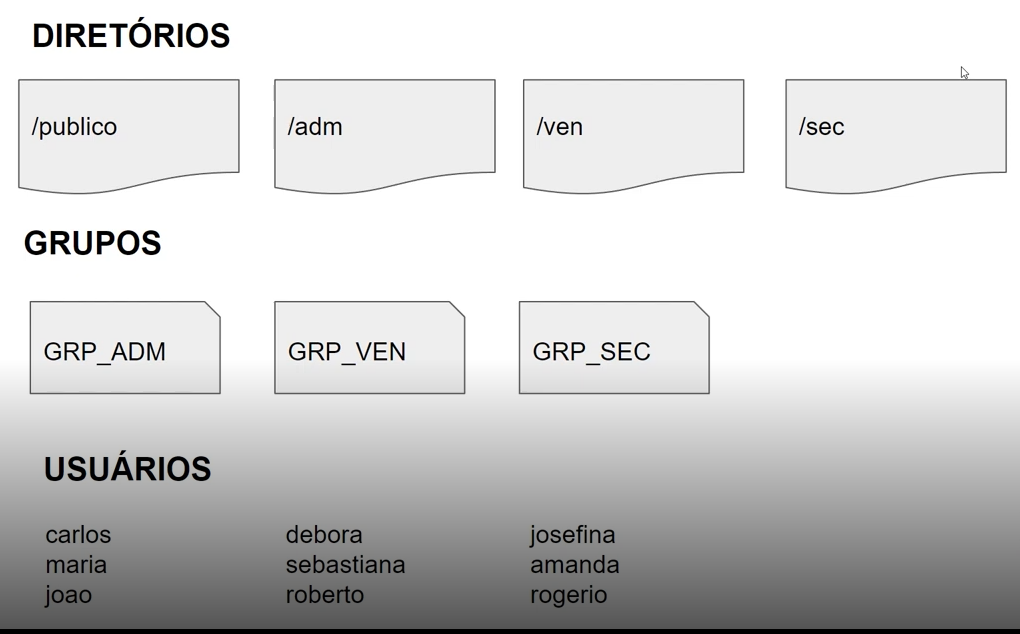 DIRETÓRIOS
/publico
/adm
/ven
/sec
GRUPOS
GRP_ADM
GRP_VEN
GRP_SEC
USUÁRIOS
carlos
maria
joao
debora
sebastiana
roberto
josefina
amanda
rogerio